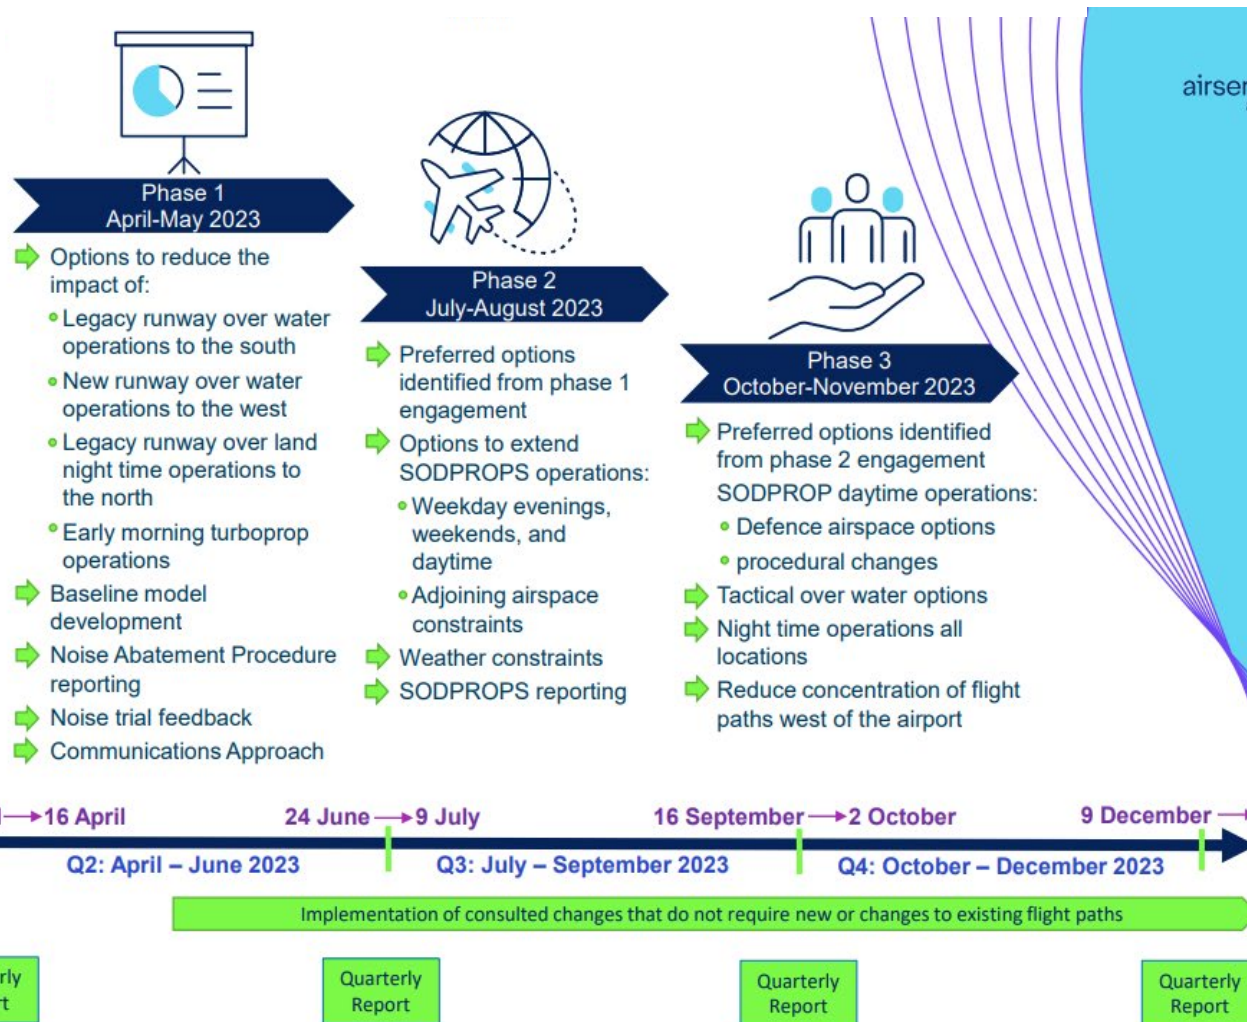 airser
Phase 1
April-May 2023
Options to reduce the
impact of:
Legacy runway over water
operations to the south
New runway over water
operations to the west
Legacy runway over land
night time operations to
the north
Early morning turboprop
operations
Baseline model
development
Noise Abatement Procedure
reporting
Noise trial feedback
Communications Approach
Phase 2
July-August 2023
Preferred options
identified from phase 1
engagement
Options to extend
SODPROPS operations:
Weekday evenings,
weekends, and
daytime
Adjoining airspace
constraints
Weather constraints
SODPROPS reporting
Phase 3
October-November 2023
Preferred options identified
from phase 2 engagement
SODPROP daytime operations:
Defence airspace options
procedural changes
Tactical over water options
Night time operations all
locations
Reduce concentration of flight
paths west of the airport
16 April
24 June → 9 July
16 September → 2 October
9 December
Q2: April – June 2023
Q3: July – September 2023
Q4: October – December 2023
Implementation of consulted changes that do not require new or changes to existing flight paths
rly
rt
Quarterly
Report
Quarterly
Report
Quarterly
Report